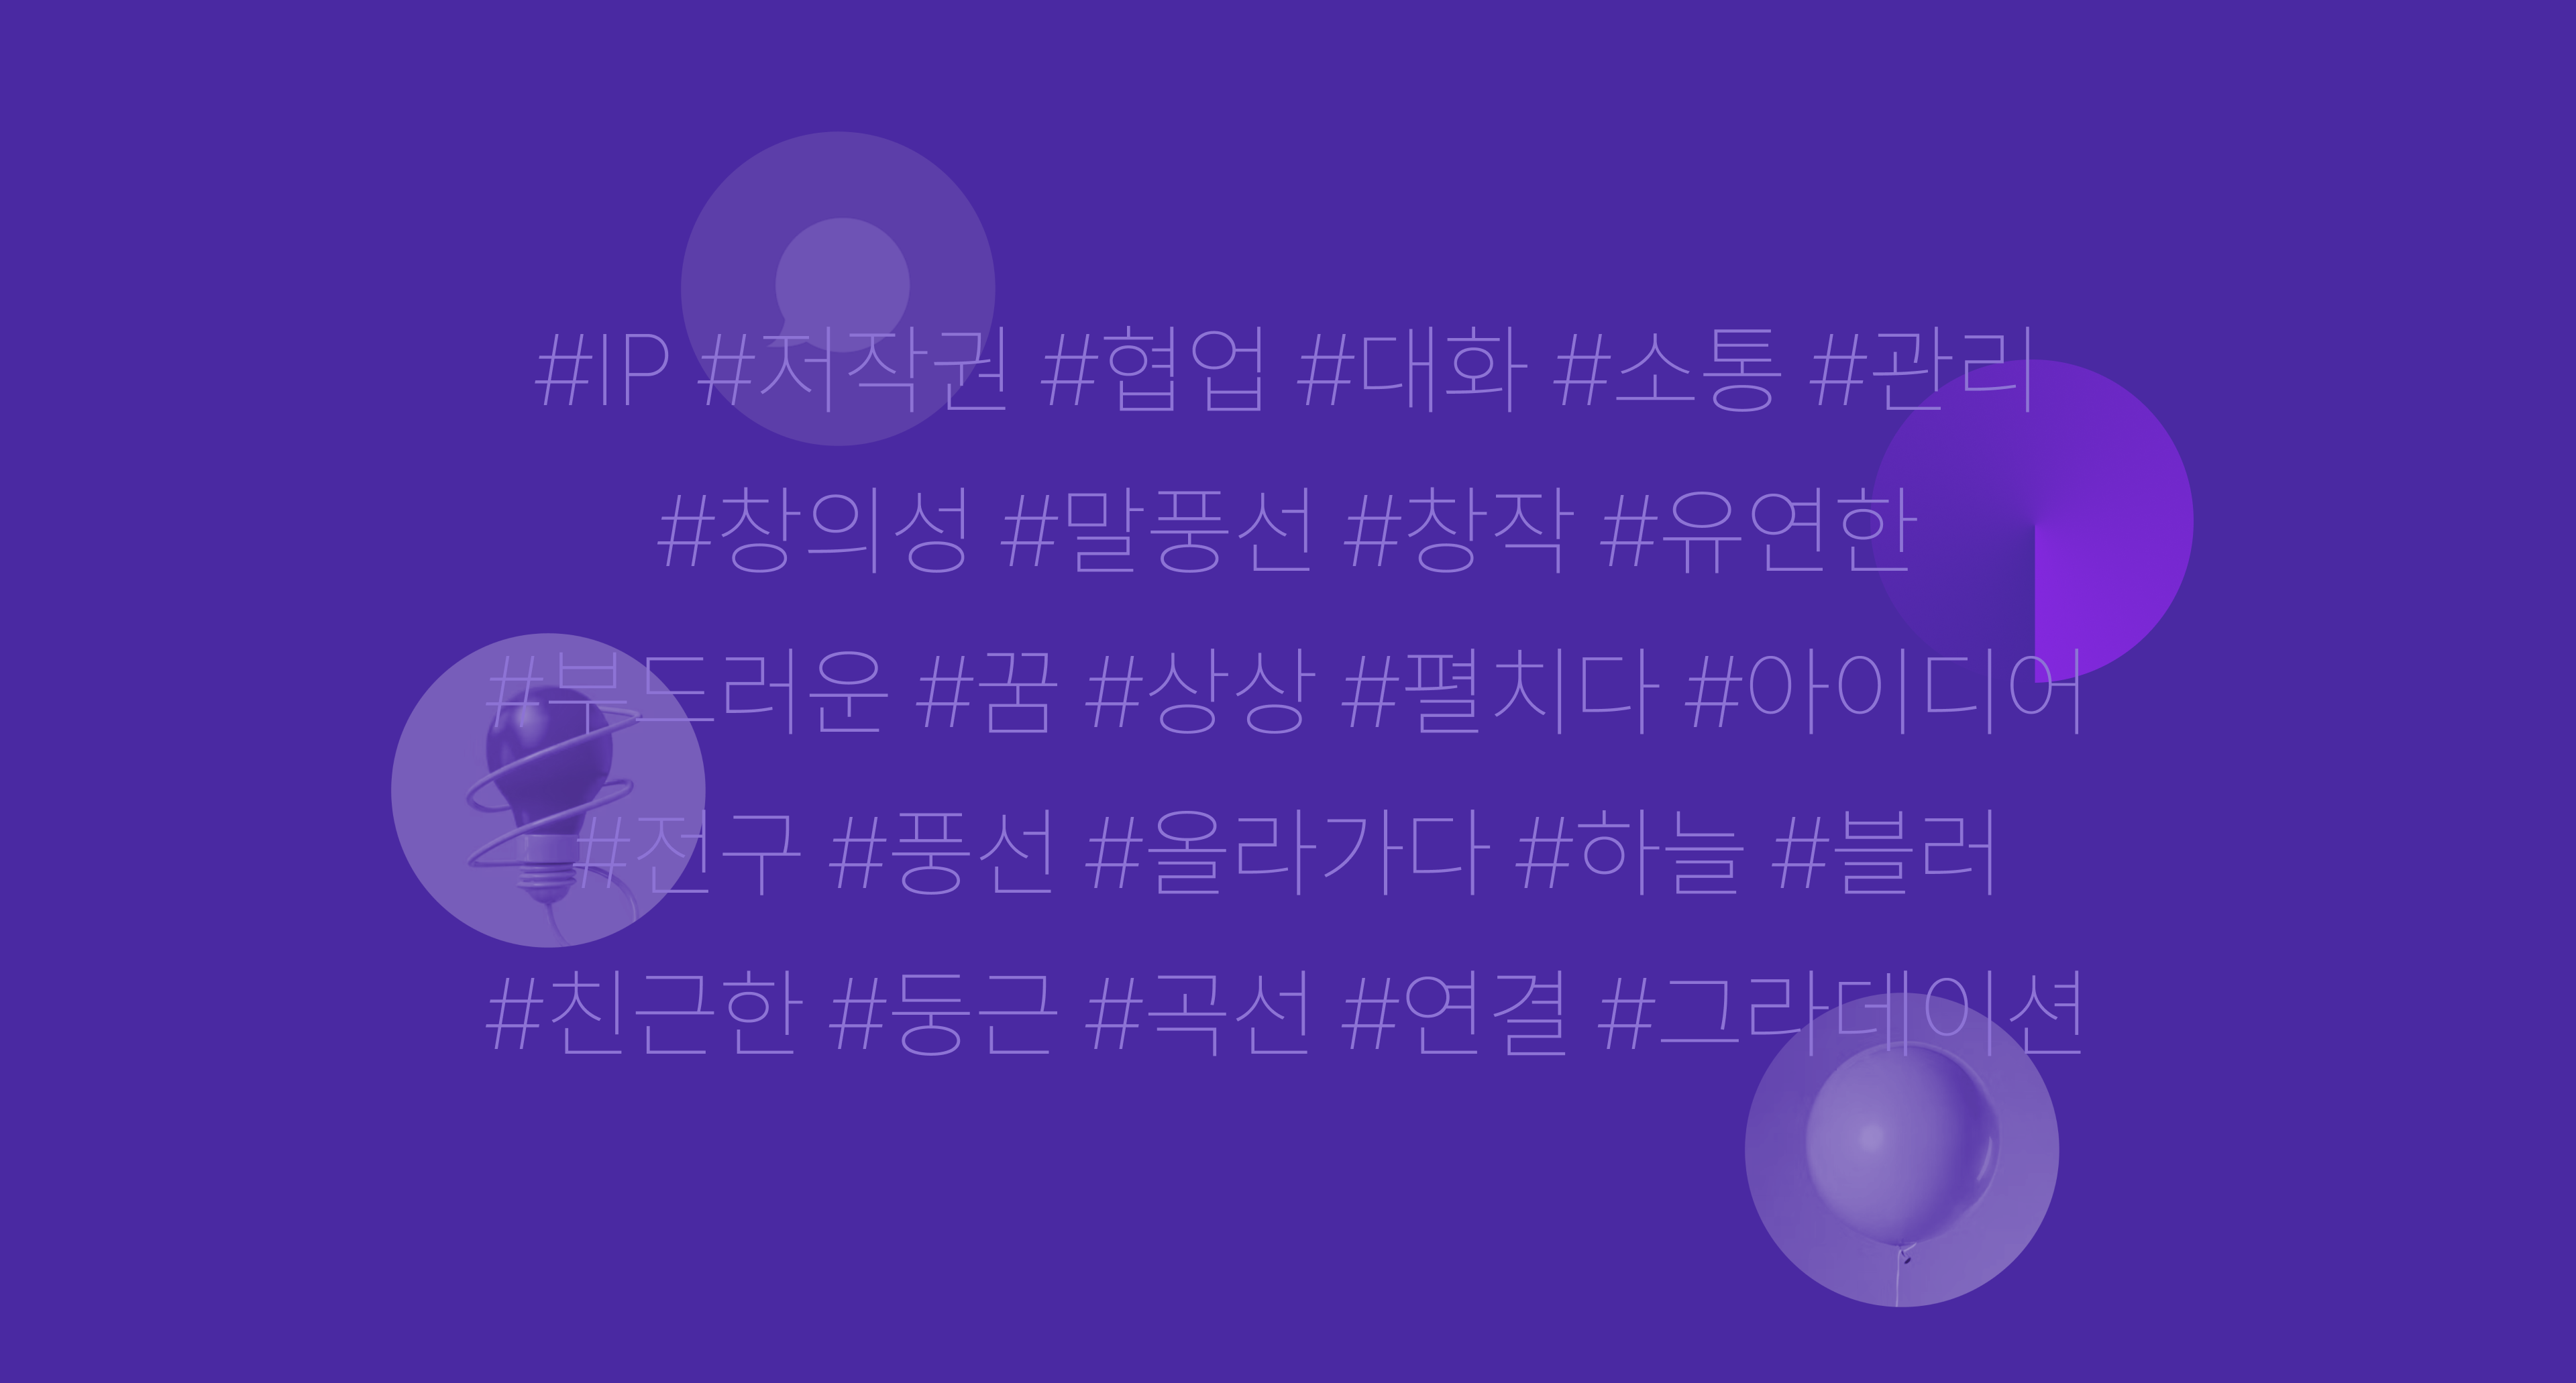 #IP #저작권 #협업 #대화 #소통 #관리
#창의성 #말풍선 #창작 #유연한
#부드러운 #꿈 #상상 #펼치다 #아이디어
#전구 #풍선 #올라가다 #하늘 #블러
#친근한 #둥근 #곡선 #연결 #그라데이션